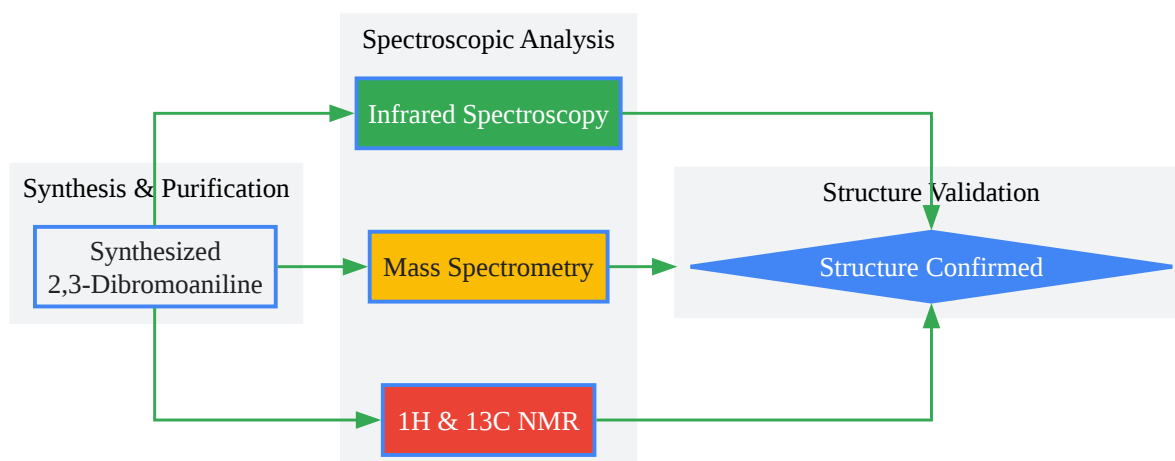 Spectroscopic Analysis
Infrared Spectroscopy
Synthesis & Purification
Structure Validation
Synthesized
2,3-Dibromoaniline
Mass Spectrometry
Structure Confirmed
1H & 13C NMR